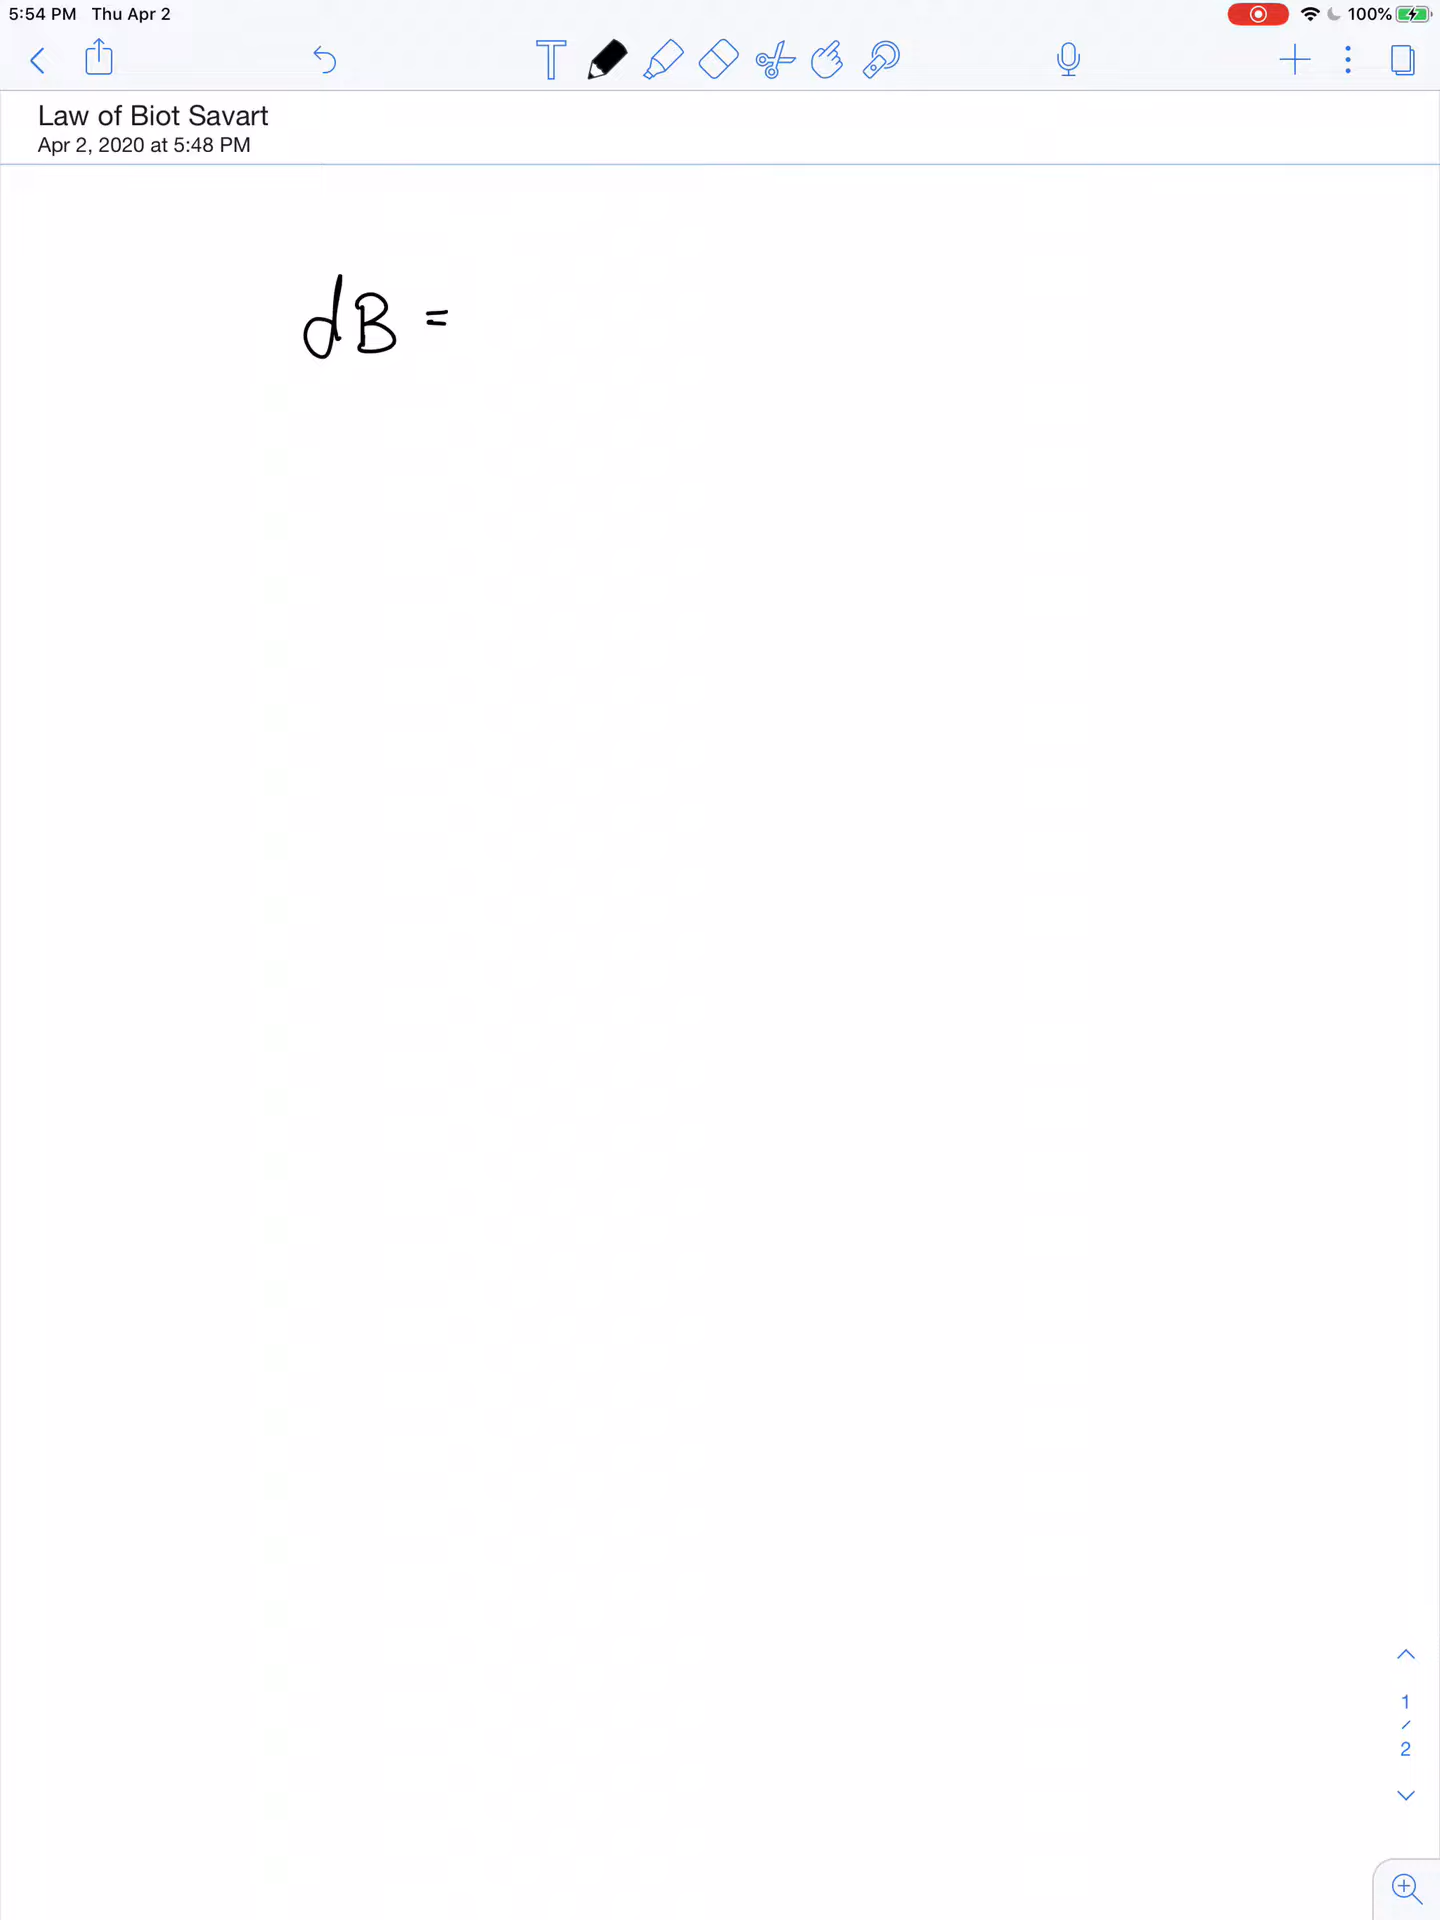 5:54 PM Thu Apr 2 100%
Law of Biot Savart
Apr 2, 2020 at 5:48 PM
dB =
1
/
2